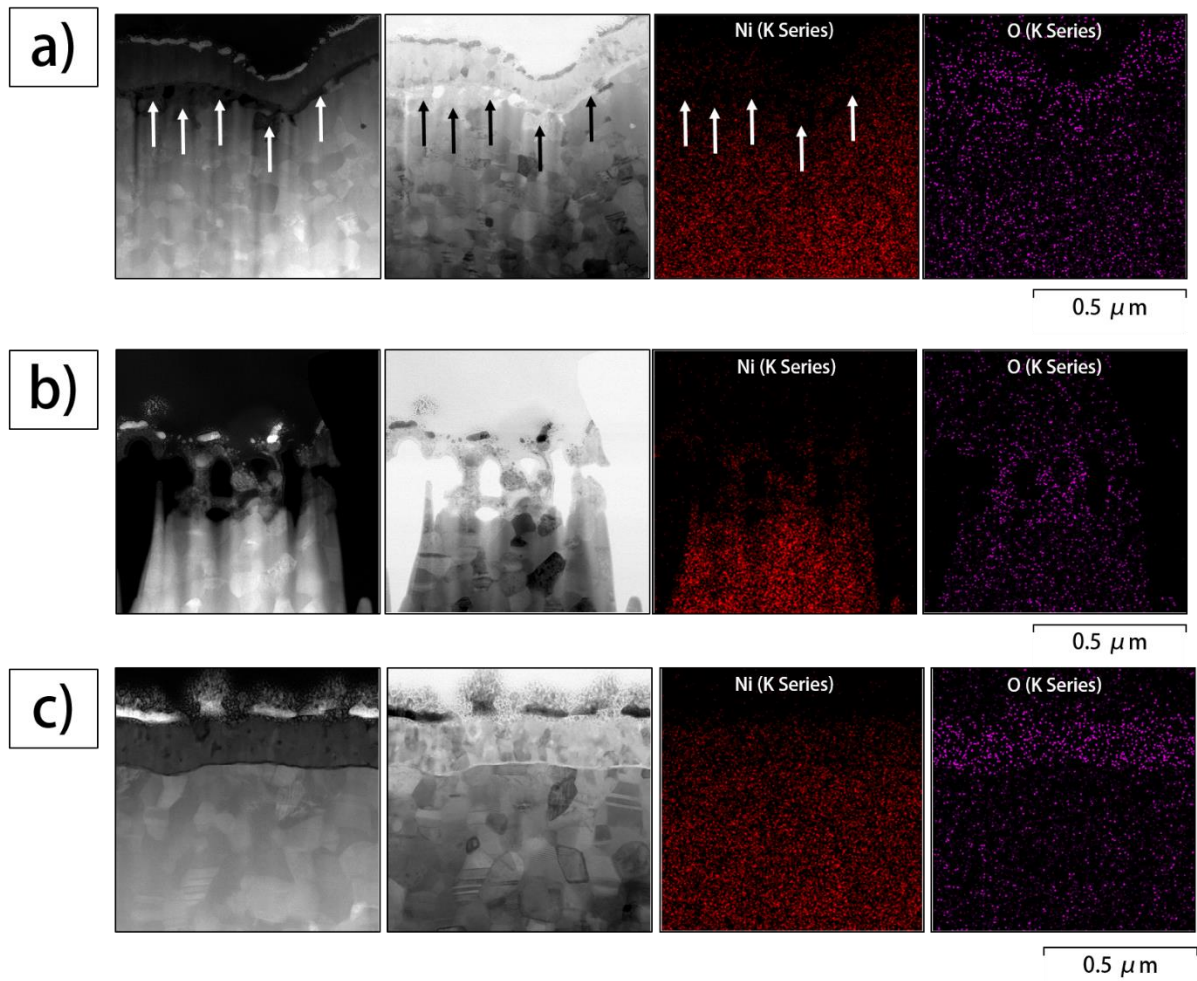 a)
Ni (K Series)
O (K Series)
0.5 μm
b)
Ni (K Series)
O (K Series)
0.5 μm
c)
Ni (K Series)
O (K Series)
0.5 μm